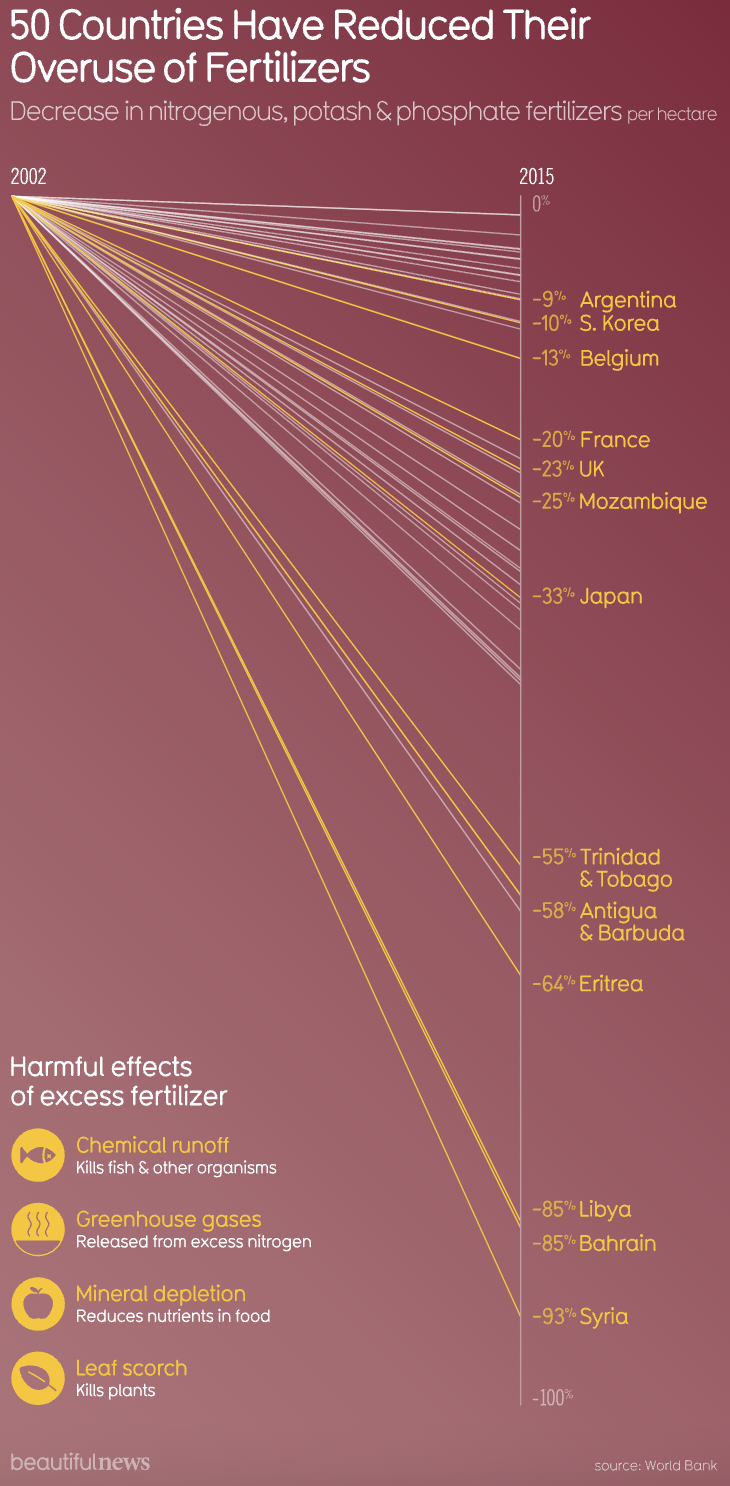 50 Countries Have Reduced Their
Overuse of Fertilizers
Decrease in nitrogenous, potash & phosphate fertilizers per hectare
2002
2015
0%
-9% Argentina
-10% S. Korea
-13% Belgium
-20% France
-23% UK
-25% Mozambique
-33% Japan
-55% Trinidad
& Tobago
-58% Antigua
& Barbuda
-64% Eritrea
-85% Libya
-85% Bahrain
-93% Syria
-100%
Harmful effects
of excess fertilizer
Chemical runoff
Kills fish & other organisms
Greenhouse gases
Released from excess nitrogen
Mineral depletion
Reduces nutrients in food
Leaf scorch
Kills plants
beautifulnews
source: World Bank